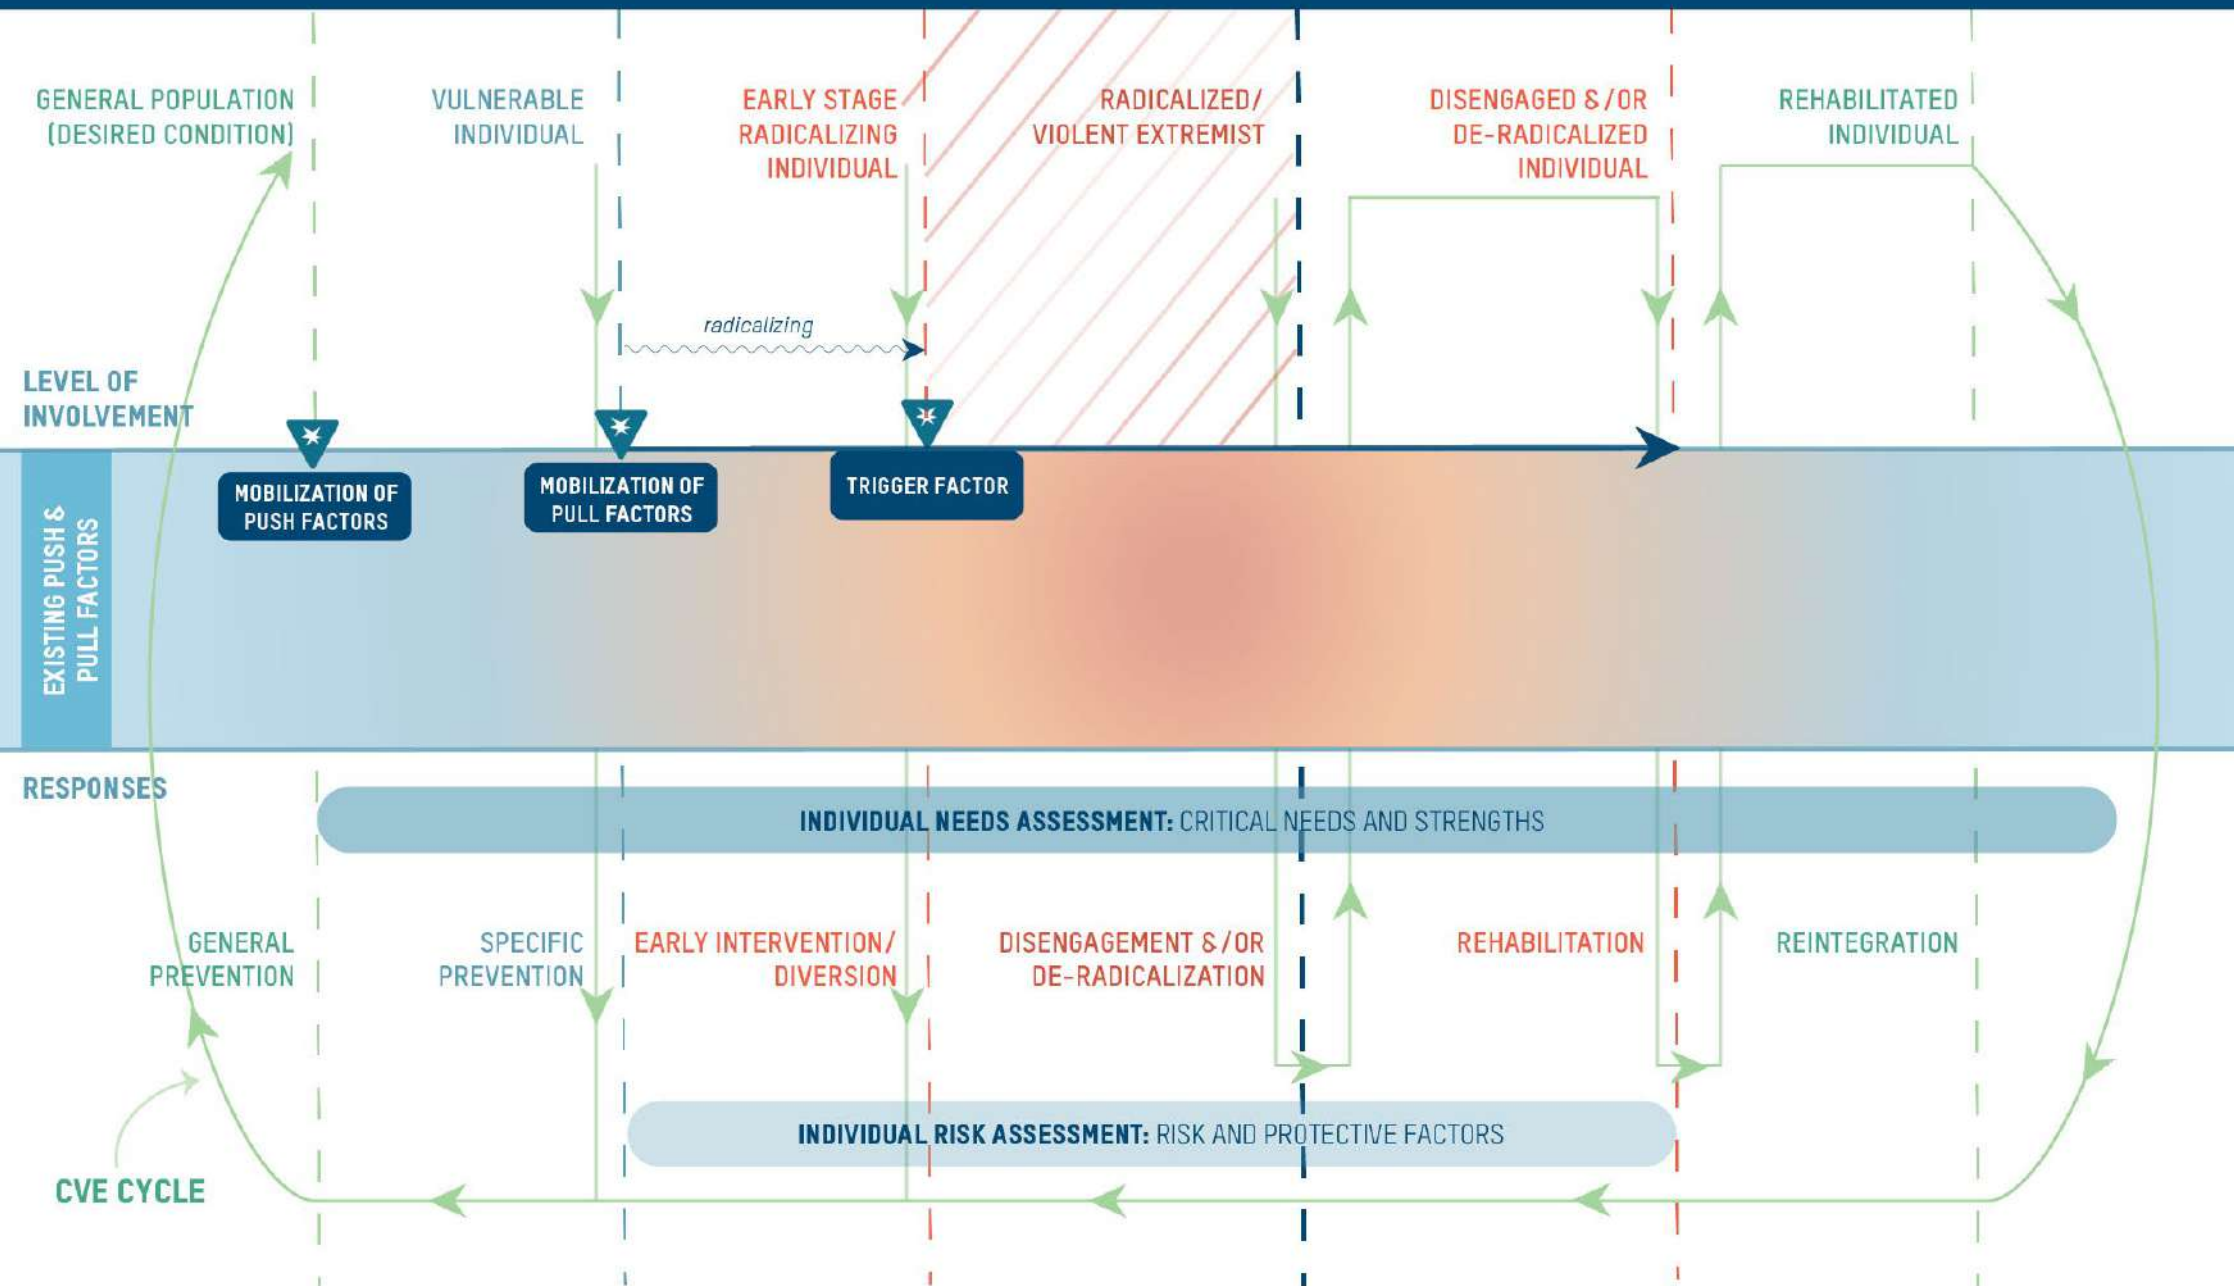 GENERAL POPULATION
(DESIRED CONDITION)
VULNERABLE
INDIVIDUAL
EARLY STAGE
RADICALIZING
INDIVIDUAL
RADICALIZED/
VIOLENT EXTREMIST
DISENGAGED &/OR
DE-RADICALIZED
INDIVIDUAL
REHABILITATED
INDIVIDUAL
radicalizing
LEVEL OF
INVOLVEMENT
MOBILIZATION OF
PUSH FACTORS
MOBILIZATION OF
PULL FACTORS
TRIGGER FACTOR
EXISTING PUSH &
PULL FACTORS
RESPONSES
INDIVIDUAL NEEDS ASSESSMENT: CRITICAL NEEDS AND STRENGTHS
GENERAL
PREVENTION
SPECIFIC
PREVENTION
EARLY INTERVENTION/
DIVERSION
DISENGAGEMENT &/OR
DE-RADICALIZATION
REHABILITATION
REINTEGRATION
INDIVIDUAL RISK ASSESSMENT: RISK AND PROTECTIVE FACTORS
CVE CYCLE